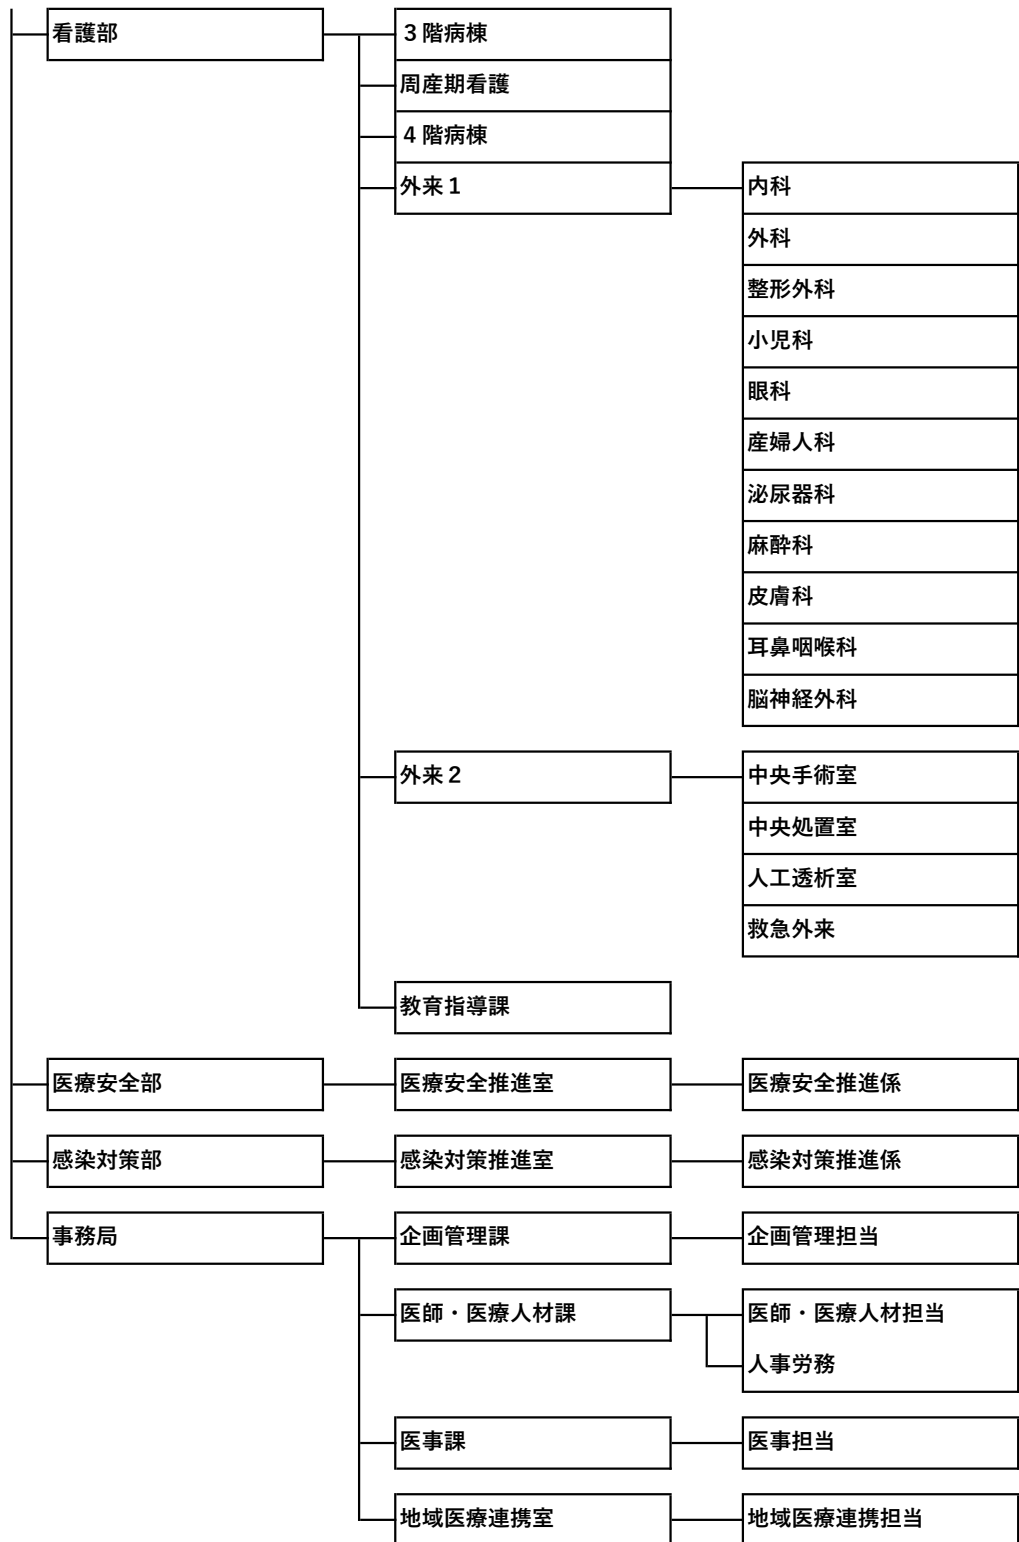 看護部
３階病棟
周産期看護
４階病棟
外来１
内科
外科
整形外科
小児科
眼科
産婦人科
泌尿器科
麻酔科
皮膚科
耳鼻咽喉科
脳神経外科
外来２
中央手術室
中央処置室
人工透析室
救急外来
教育指導課
医療安全部
医療安全推進室
医療安全推進係
感染対策部
感染対策推進室
感染対策推進係
事務局
企画管理課
企画管理担当
医師・医療人材課
医師・医療人材担当
人事労務
医事課
医事担当
地域医療連携室
地域医療連携担当